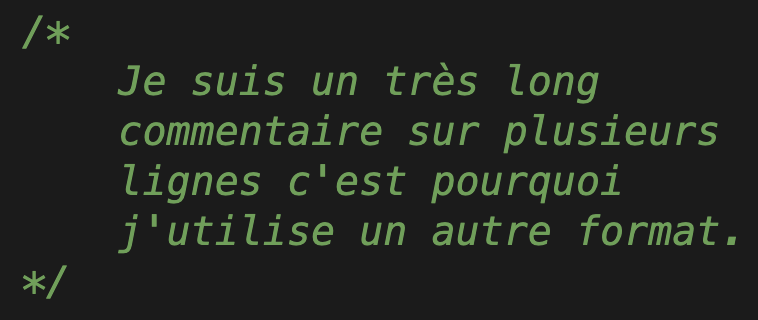 /*
Je suis un très long
commentaire sur plusieurs
lignes c'est pourquoi
j'utilise un autre format.
*/